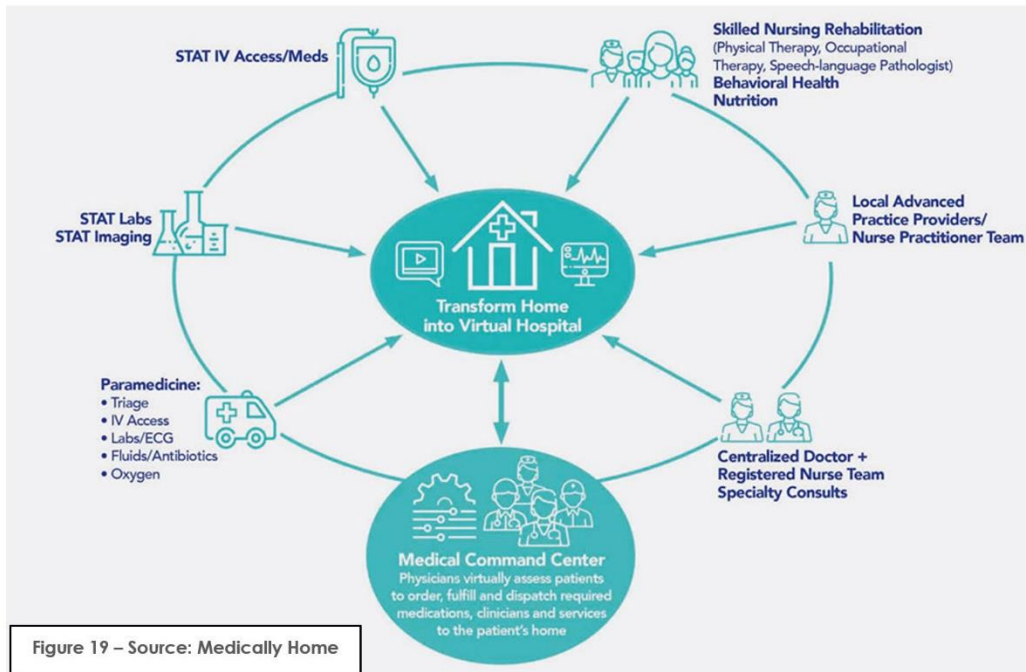 STAT IV Access/Meds
Skilled Nursing Rehabilitation
(Physical Therapy, Occupational
Therapy, Speech-language Pathologist)
Behavioral Health
Nutrition
STAT Labs
STAT Imaging
Local Advanced
Practice Providers/
Nurse Practitioner Team
Transform Home
into Virtual Hospital
Paramedicine:
• Triage
• IV Access
• Labs/ECG
• Fluids/Antibiotics
• Oxygen
Centralized Doctor +
Registered Nurse Team
Specialty Consults
Medical Command Center
Physicians virtually assess patients
to order, fulfill and dispatch required
medications, clinicians and services
to the patient's home
Figure 19 – Source: Medically Home